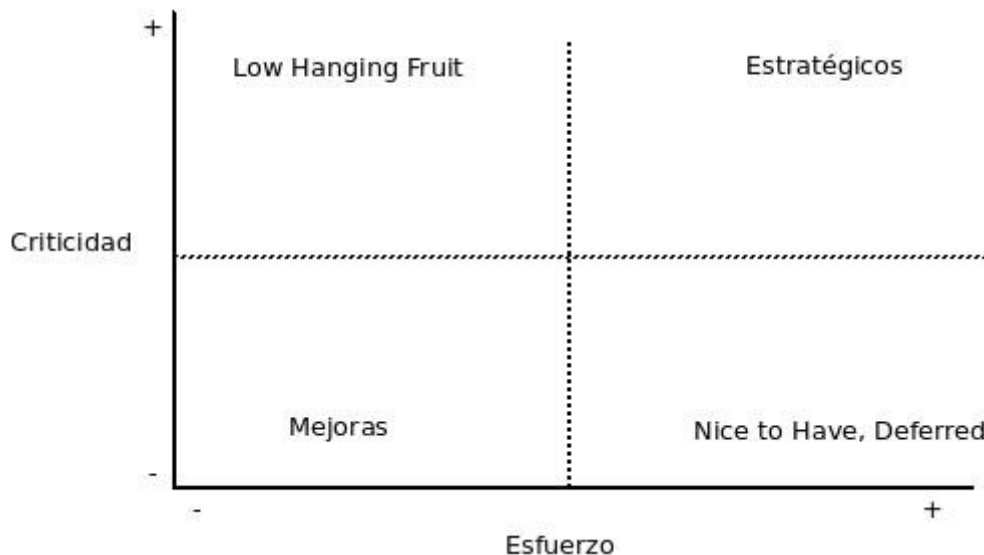 +
Low Hanging Fruit
Estratégicos
Criticidad
Mejoras
Nice to Have, Deferred
-
-
+
Esfuerzo